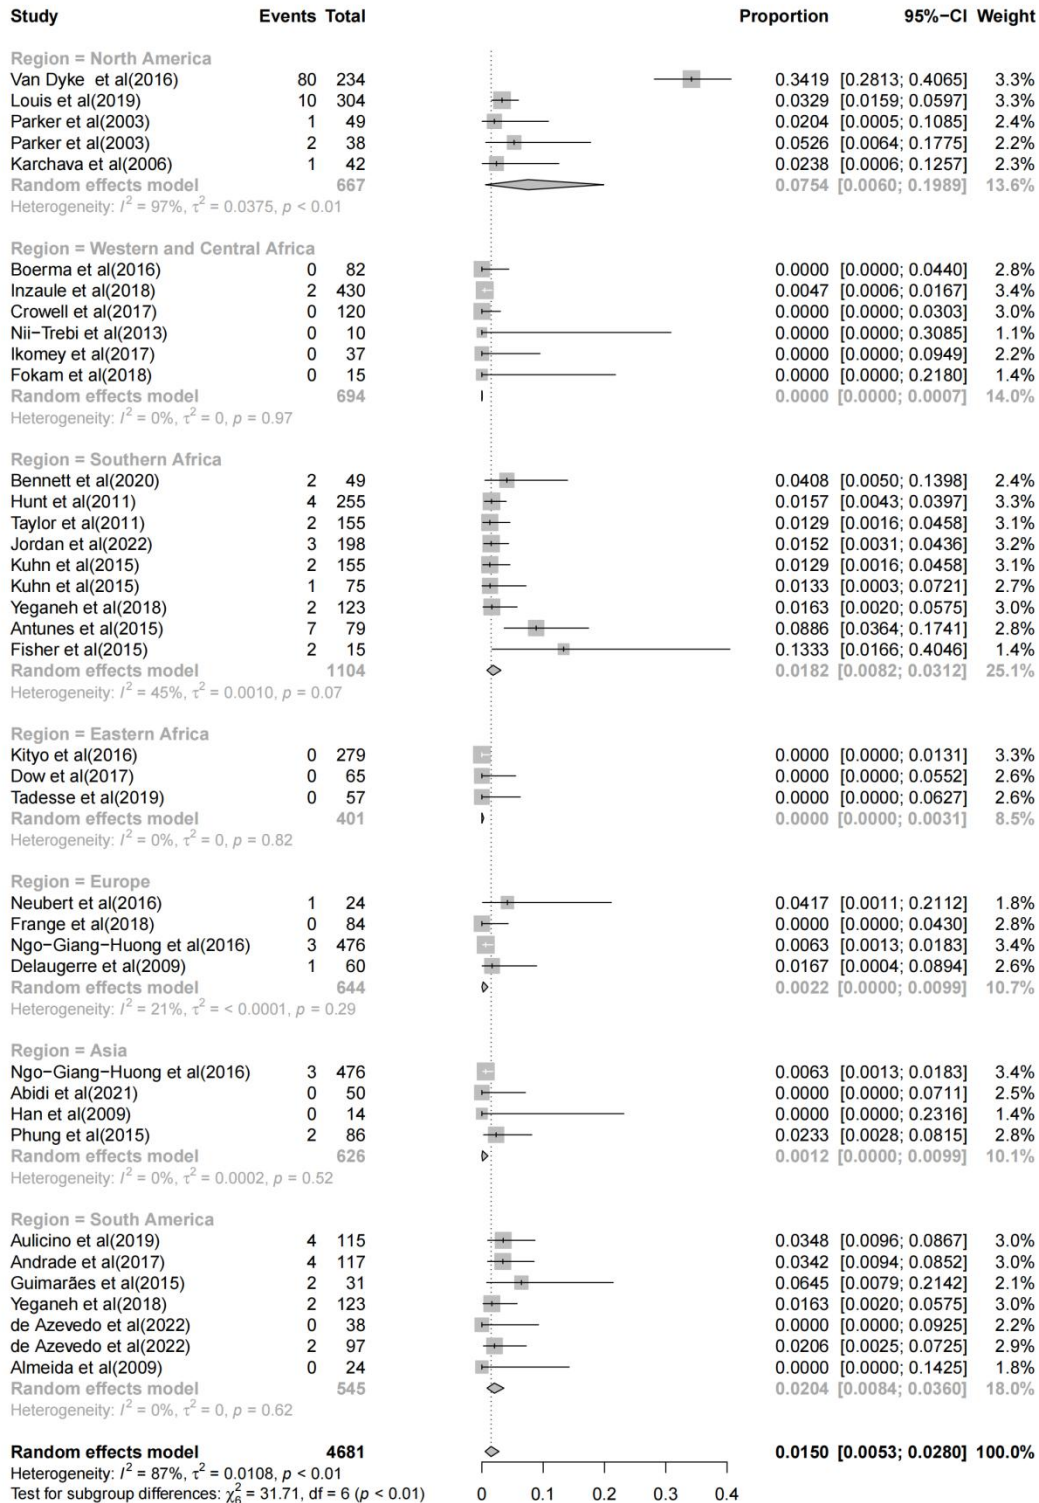 Study Events Total Proportion 95%−CI Weight
Region = North America
Van Dyke et al(2016) 80 234 0.3419 [0.2813; 0.4065] 3.3%
Louis et al(2019) 10 304 0.0329 [0.0159; 0.0597] 3.3%
Parker et al(2003) 1 49 0.0204 [0.0005; 0.1085] 2.4%
Parker et al(2003) 2 38 0.0526 [0.0064; 0.1775] 2.2%
Karchava et al(2006) 1 42 0.0238 [0.0006; 0.1257] 2.3%
Random effects model 667 0.0754 [0.0060; 0.1989] 13.6%
Heterogeneity: I² = 97%, τ² = 0.0375, p < 0.01
Region = Western and Central Africa
Boerma et al(2016) 0 82 0.0000 [0.0000; 0.0440] 2.8%
Inzaule et al(2018) 2 430 0.0047 [0.0006; 0.0167] 3.4%
Crowell et al(2017) 0 120 0.0000 [0.0000; 0.0303] 3.0%
Nii−Trebi et al(2013) 0 10 0.0000 [0.0000; 0.3085] 1.1%
Ikomey et al(2017) 0 37 0.0000 [0.0000; 0.0949] 2.2%
Fokam et al(2018) 0 15 0.0000 [0.0000; 0.2180] 1.4%
Random effects model 694 0.0000 [0.0000; 0.0007] 14.0%
Heterogeneity: I² = 0%, τ² = 0, p = 0.97
Region = Southern Africa
Bennett et al(2020) 2 49 0.0408 [0.0050; 0.1398] 2.4%
Hunt et al(2011) 4 255 0.0157 [0.0043; 0.0397] 3.3%
Taylor et al(2011) 2 155 0.0129 [0.0016; 0.0458] 3.1%
Jordan et al(2022) 3 198 0.0152 [0.0031; 0.0436] 3.2%
Kuhn et al(2015) 2 155 0.0129 [0.0016; 0.0458] 3.1%
Kuhn et al(2015) 1 75 0.0133 [0.0003; 0.0721] 2.7%
Yeganeh et al(2018) 2 123 0.0163 [0.0020; 0.0575] 3.0%
Antunes et al(2015) 7 79 0.0886 [0.0364; 0.1741] 2.8%
Fisher et al(2015) 2 15 0.1333 [0.0166; 0.4046] 1.4%
Random effects model 1104 0.0182 [0.0082; 0.0312] 25.1%
Heterogeneity: I² = 45%, τ² = 0.0010, p = 0.07
Region = Eastern Africa
Kityo et al(2016) 0 279 0.0000 [0.0000; 0.0131] 3.3%
Dow et al(2017) 0 65 0.0000 [0.0000; 0.0552] 2.6%
Tadesse et al(2019) 0 57 0.0000 [0.0000; 0.0627] 2.6%
Random effects model 401 0.0000 [0.0000; 0.0031] 8.5%
Heterogeneity: I² = 0%, τ² = 0, p = 0.82
Region = Europe
Neubert et al(2016) 1 24 0.0417 [0.0011; 0.2112] 1.8%
Frange et al(2018) 0 84 0.0000 [0.0000; 0.0430] 2.8%
Ngo−Giang−Huong et al(2016) 3 476 0.0063 [0.0013; 0.0183] 3.4%
Delaugerre et al(2009) 1 60 0.0167 [0.0004; 0.0894] 2.6%
Random effects model 644 0.0022 [0.0000; 0.0099] 10.7%
Heterogeneity: I² = 21%, τ² = < 0.0001, p = 0.29
Region = Asia
Ngo−Giang−Huong et al(2016) 3 476 0.0063 [0.0013; 0.0183] 3.4%
Abidi et al(2021) 0 50 0.0000 [0.0000; 0.0711] 2.5%
Han et al(2009) 0 14 0.0000 [0.0000; 0.2316] 1.4%
Phung et al(2015) 2 86 0.0233 [0.0028; 0.0815] 2.8%
Random effects model 626 0.0012 [0.0000; 0.0099] 10.1%
Heterogeneity: I² = 0%, τ² = 0.0002, p = 0.52
Region = South America
Aulicino et al(2019) 4 115 0.0348 [0.0096; 0.0867] 3.0%
Andrade et al(2017) 4 117 0.0342 [0.0094; 0.0852] 3.0%
Guimarães et al(2015) 2 31 0.0645 [0.0079; 0.2142] 2.1%
Yeganeh et al(2018) 2 123 0.0163 [0.0020; 0.0575] 3.0%
de Azevedo et al(2022) 0 38 0.0000 [0.0000; 0.0925] 2.2%
de Azevedo et al(2022) 2 97 0.0206 [0.0025; 0.0725] 2.9%
Almeida et al(2009) 0 24 0.0000 [0.0000; 0.1425] 1.8%
Random effects model 545 0.0204 [0.0084; 0.0360] 18.0%
Heterogeneity: I² = 0%, τ² = 0, p = 0.62
Random effects model 4681 0.0150 [0.0053; 0.0280] 100.0%
Heterogeneity: I² = 87%, τ² = 0.0108, p < 0.01
Test for subgroup differences: χ²₆ = 31.71, df = 6 (p < 0.01)
0 0.1 0.2 0.3 0.4